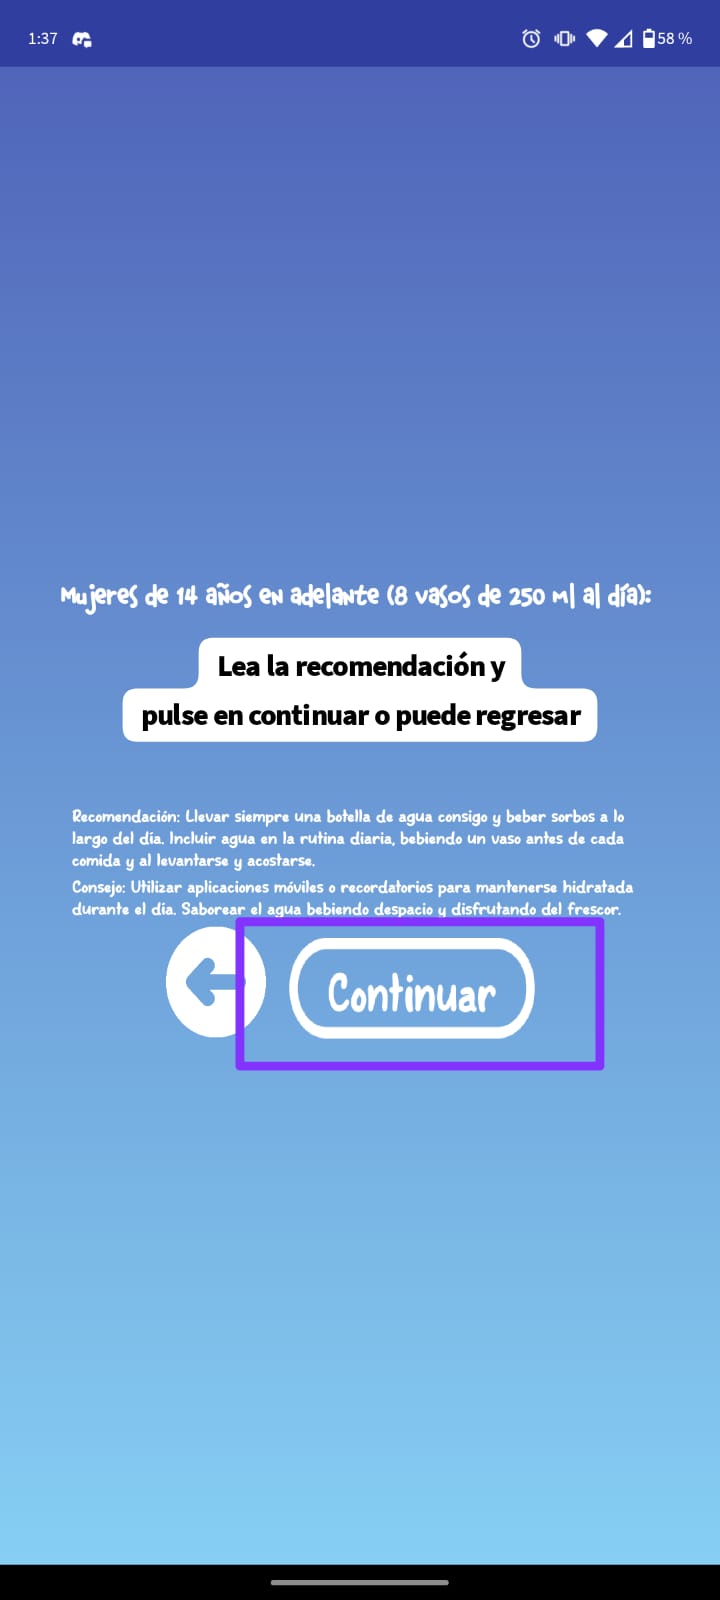 1:37
58 %
Mujeres de 14 años en adelante (8 vasos de 250 ml al día):
Lea la recomendación y
pulse en continuar o puede regresar
Recomendación: Llevar siempre una botella de agua consigo y beber sorbos a lo
largo del día. Incluir agua en la rutina diaria, bebiendo un vaso antes de cada
comida y al levantarse y acostarse.
Consejo: Utilizar aplicaciones móviles o recordatorios para mantenerse hidratada
durante el día. Saborear el agua bebiendo despacio y disfrutando del frescor.
Continuar